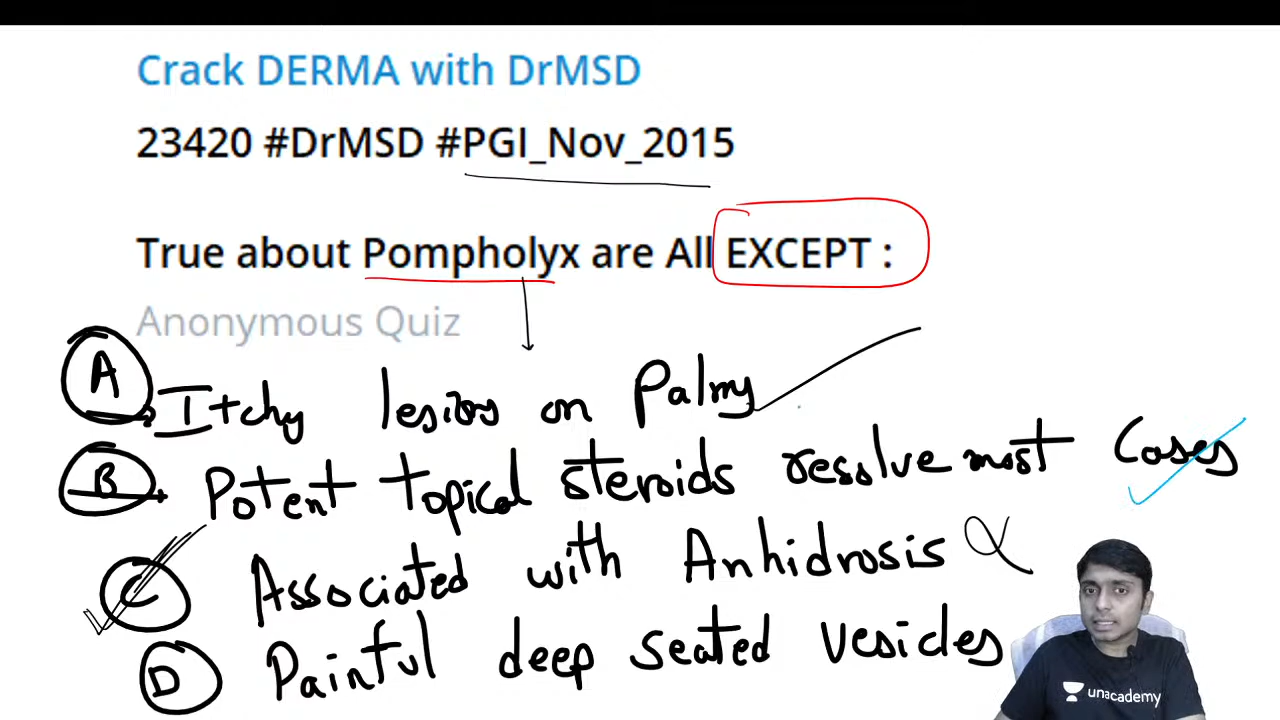 Crack DERMA with DrMSD
23420 #DrMSD #PGI_Nov_2015
True about Pompholyx are All EXCEPT :
Anonymous Quiz
A Itchy lesions on Palmy
B Potent topical steroids resolve most Cases
C Associated with Anhidrosis
D Painful deep seated vesicles
unacademy